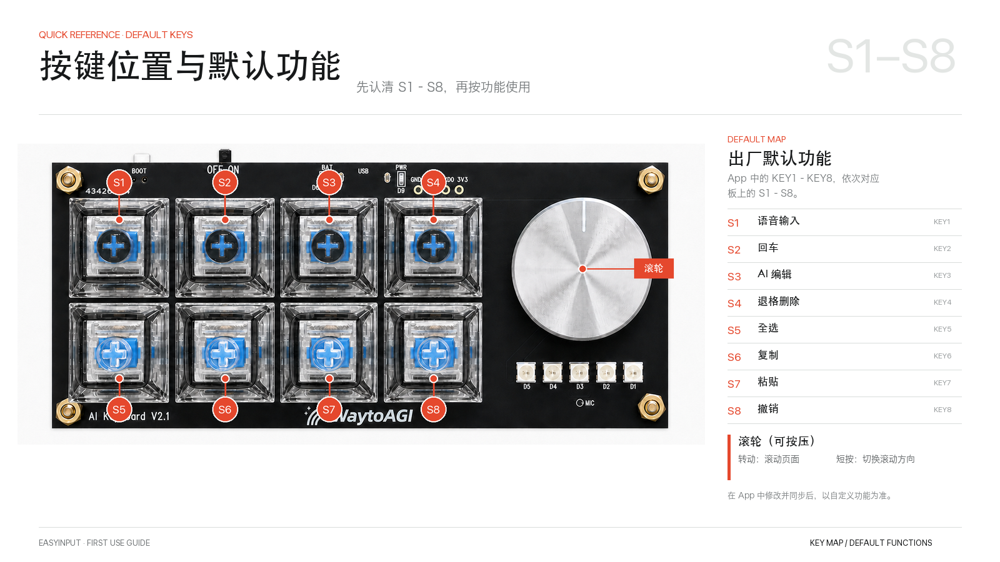 QUICK REFERENCE · DEFAULT KEYS
S1–S8
按键位置与默认功能
先认清 S1 - S8，再按功能使用
DEFAULT MAP
出厂默认功能
App 中的 KEY1 - KEY8，依次对应
板上的 S1 - S8。
S1 语音输入 KEY1
S2 回车 KEY2
S3 AI 编辑 KEY3
S4 退格删除 KEY4
S5 全选 KEY5
S6 复制 KEY6
S7 粘贴 KEY7
S8 撤销 KEY8
滚轮（可按压）
转动：滚动页面 短按：切换滚动方向
在 App 中修改并同步后，以自定义功能为准。
BOOT
OFF ON
BAT
USB
PWR
D9
GND
3V3
S1
S2
S3
S4
滚轮
D5 D4 D3 D2 D1
MIC
S5
S6
S7
S8
WaytoAGI
V2.1
EASYINPUT · FIRST USE GUIDE
KEY MAP / DEFAULT FUNCTIONS